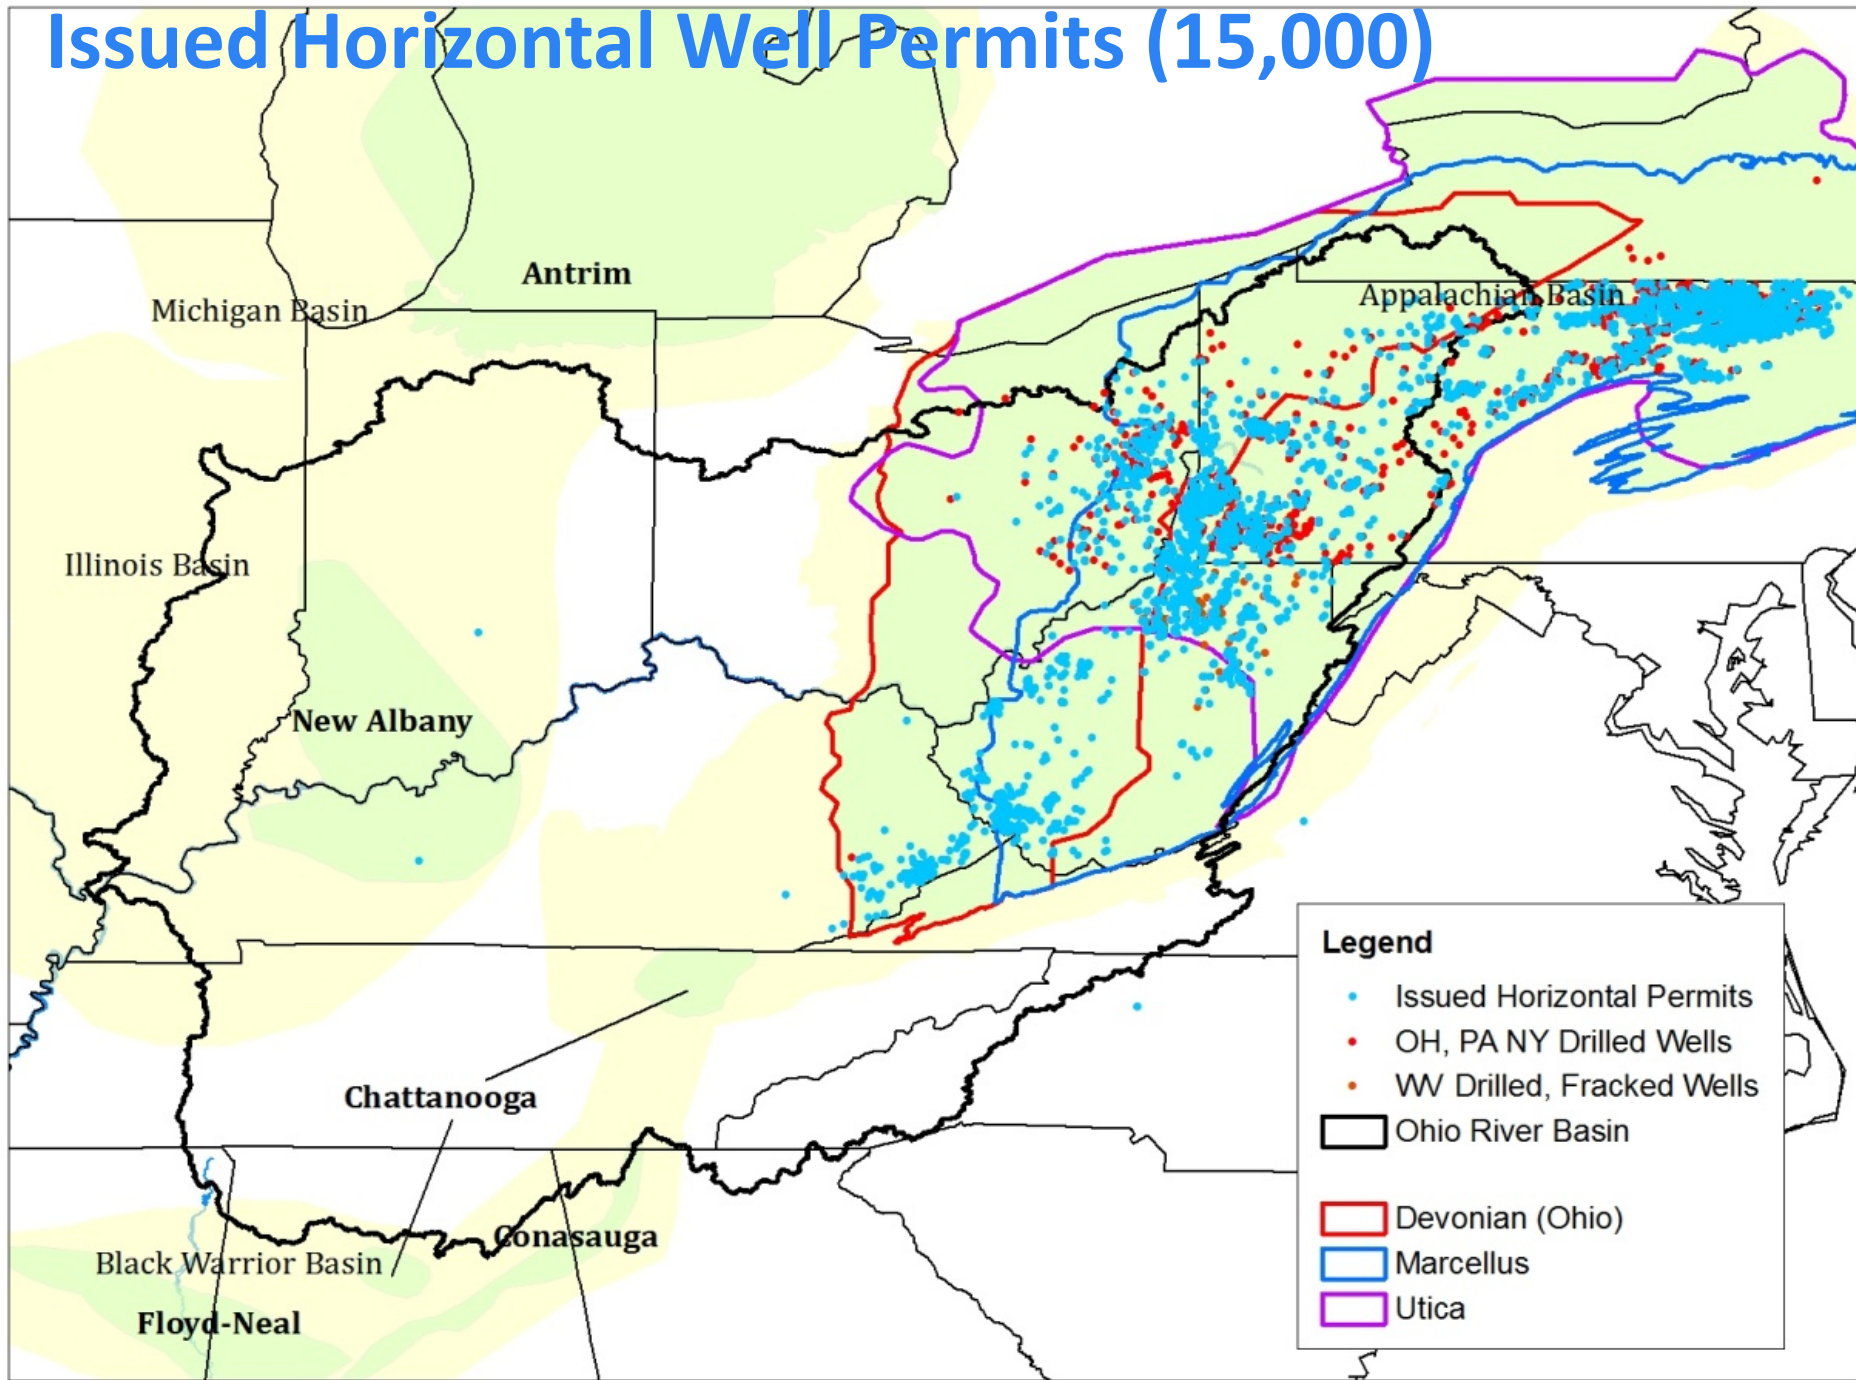 Issued Horizontal Well Permits (15,000)
Antrim
Michigan Basin
Appalachian Basin
Illinois Basin
New Albany
Chattanooga
Conasauga
Black Warrior Basin
Floyd-Neal
Legend
Issued Horizontal Permits
OH, PA NY Drilled Wells
WV Drilled, Fracked Wells
Ohio River Basin
Devonian (Ohio)
Marcellus
Utica